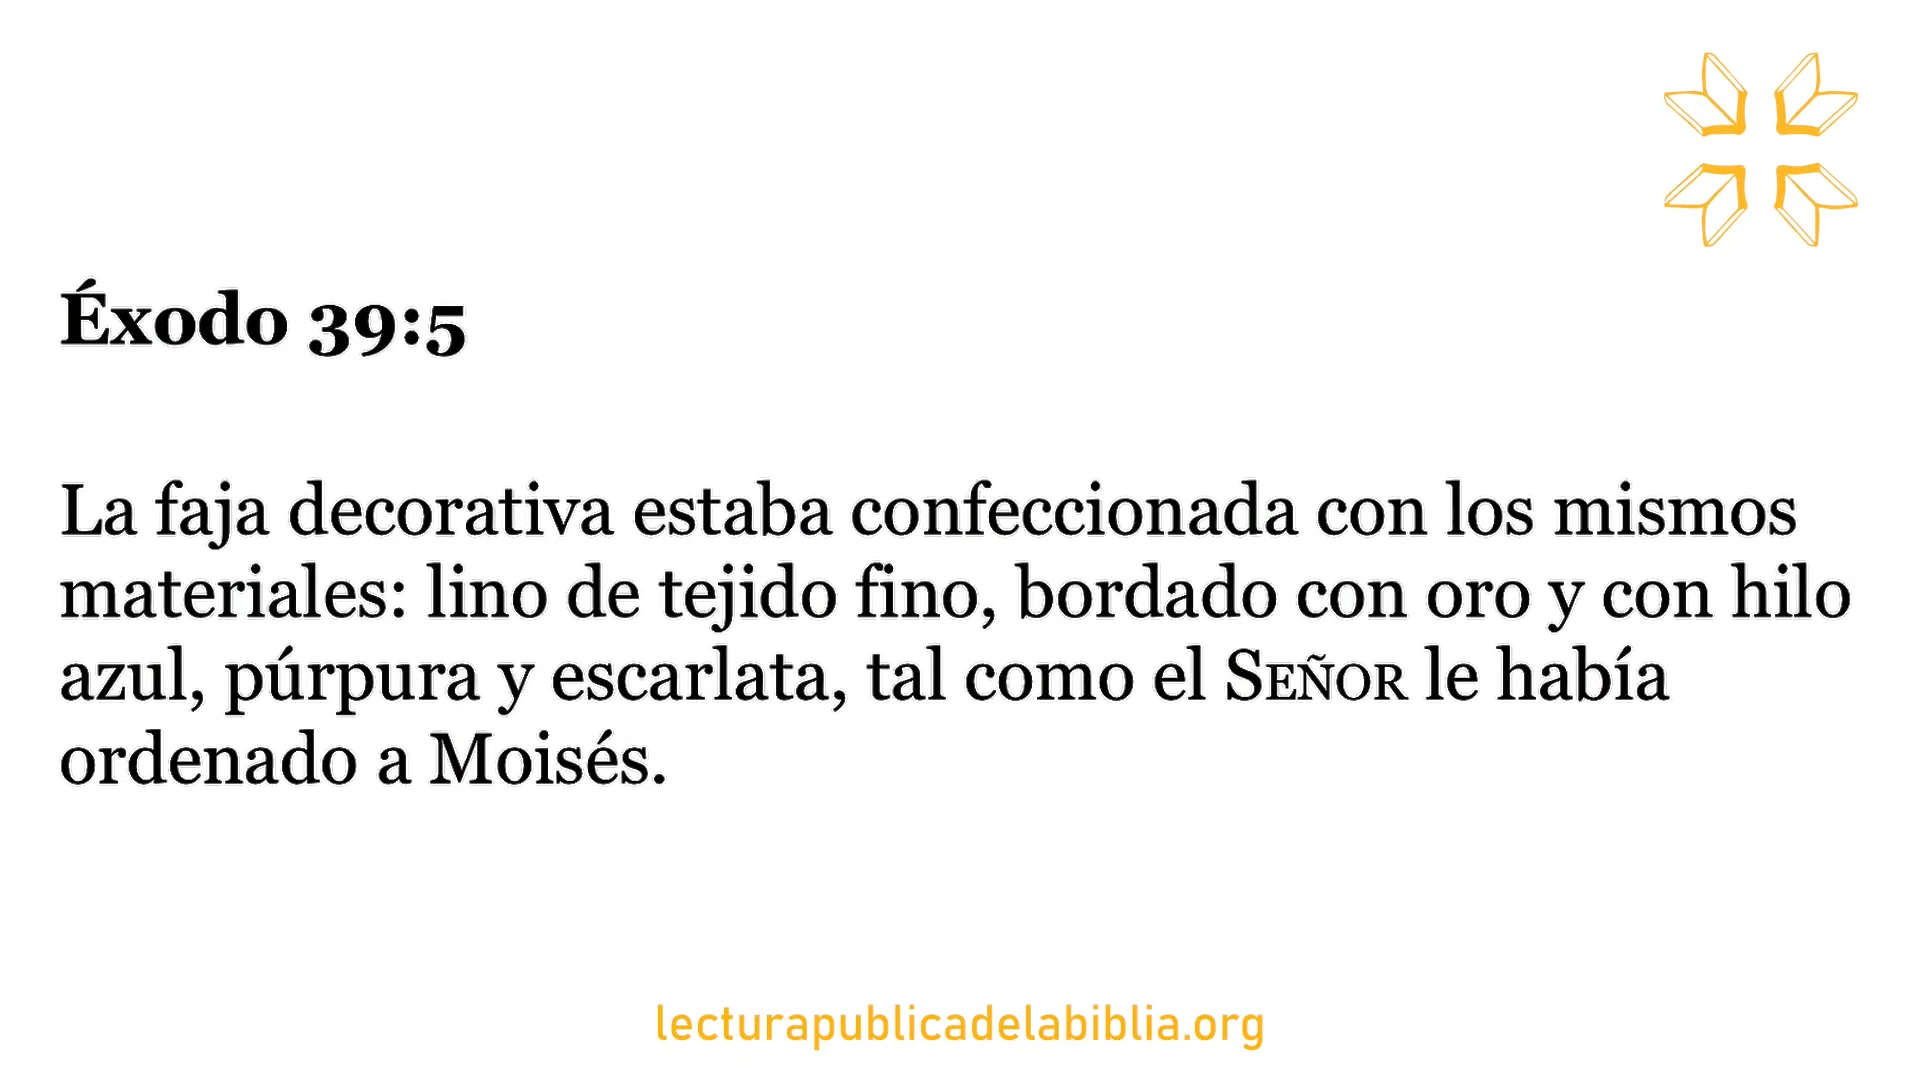 Éxodo 39:5
La faja decorativa estaba confeccionada con los mismos
materiales: lino de tejido fino, bordado con oro y con hilo
azul, púrpura y escarlata, tal como el SEÑOR le había
ordenado a Moisés.
lecturapublicadelabiblia.org